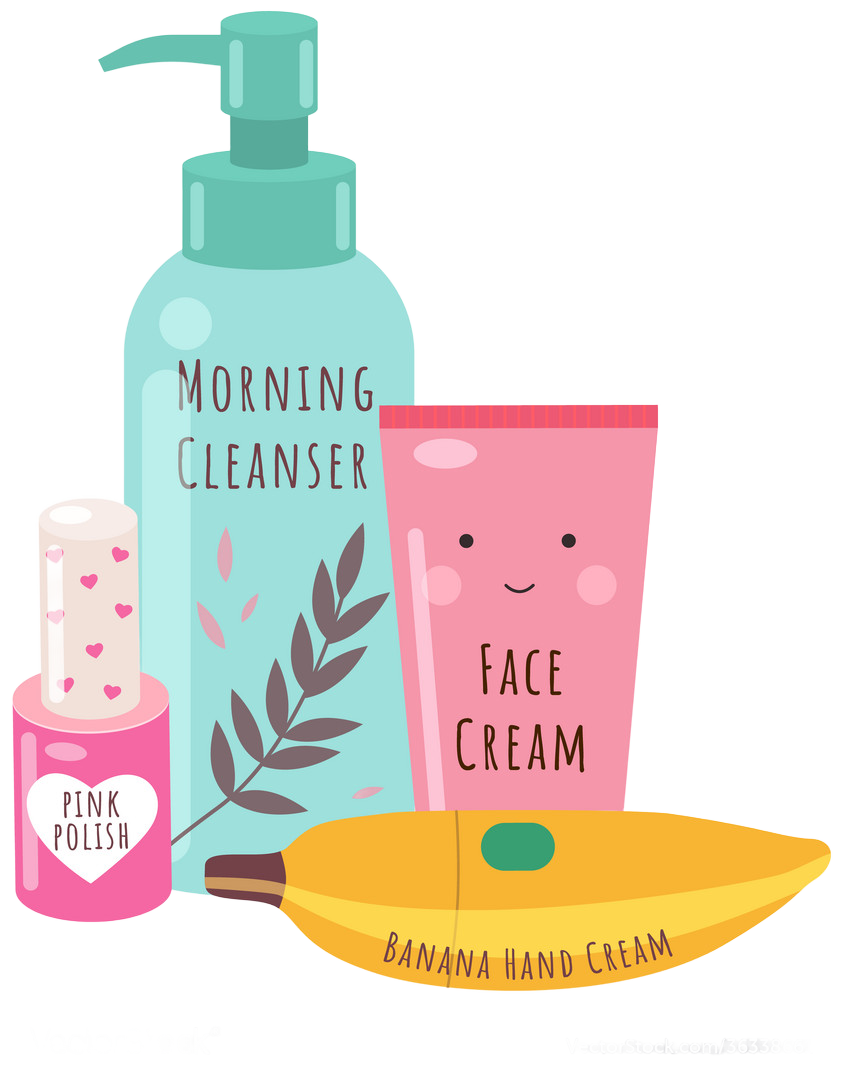 Morning
Cleanser
Face
Cream
Pink
Polish
Banana Hand Cream